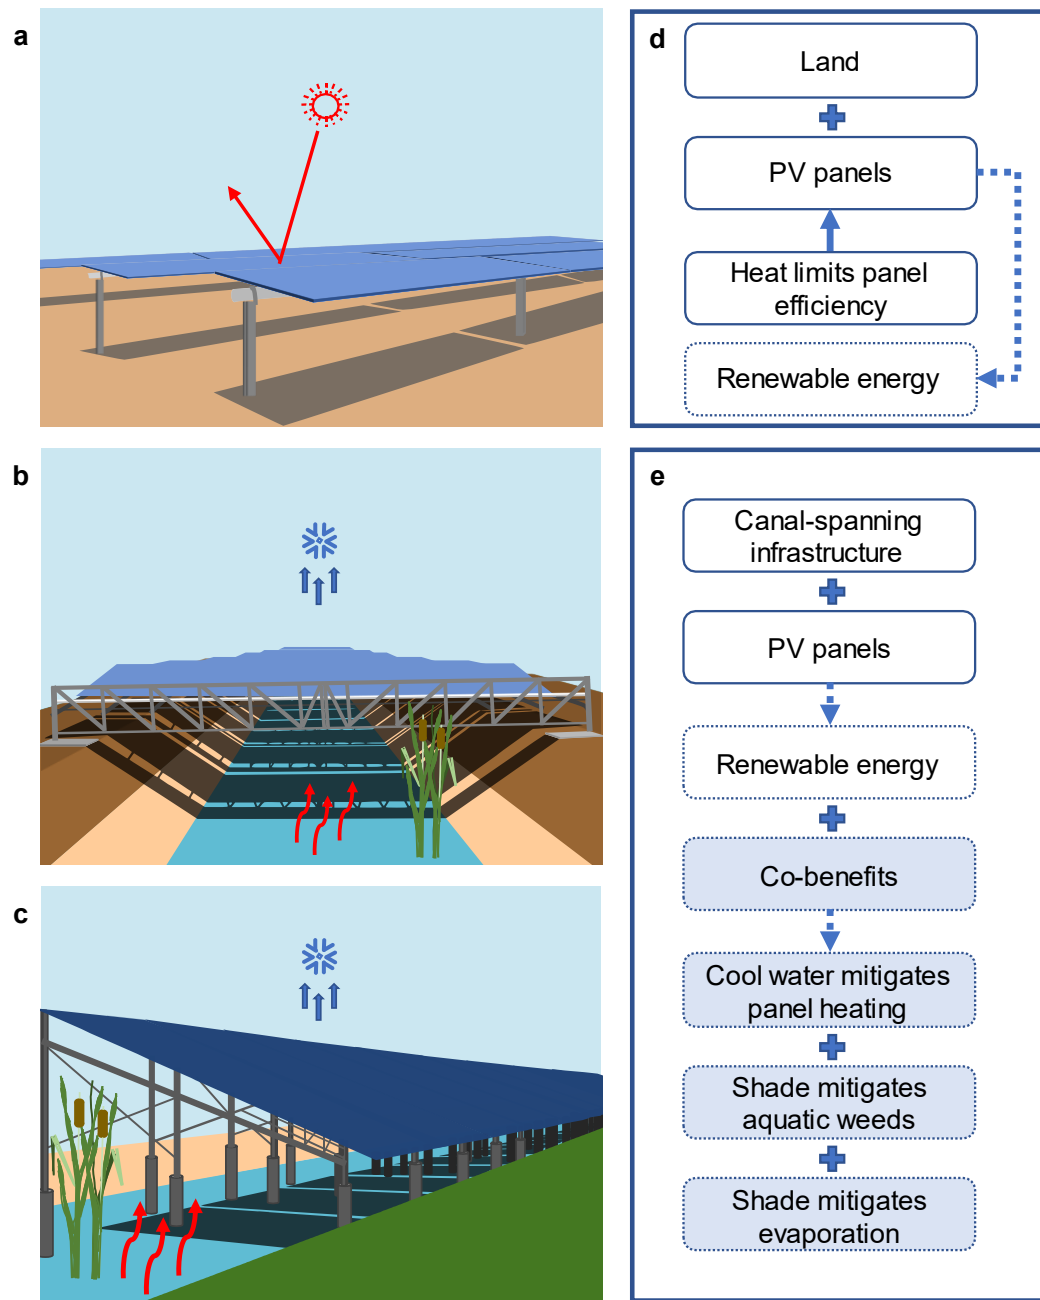 a
d
Land
PV panels
Heat limits panel
efficiency
Renewable energy
b
e
Canal-spanning
infrastructure
PV panels
Renewable energy
Co-benefits
c
Cool water mitigates
panel heating
Shade mitigates
aquatic weeds
Shade mitigates
evaporation